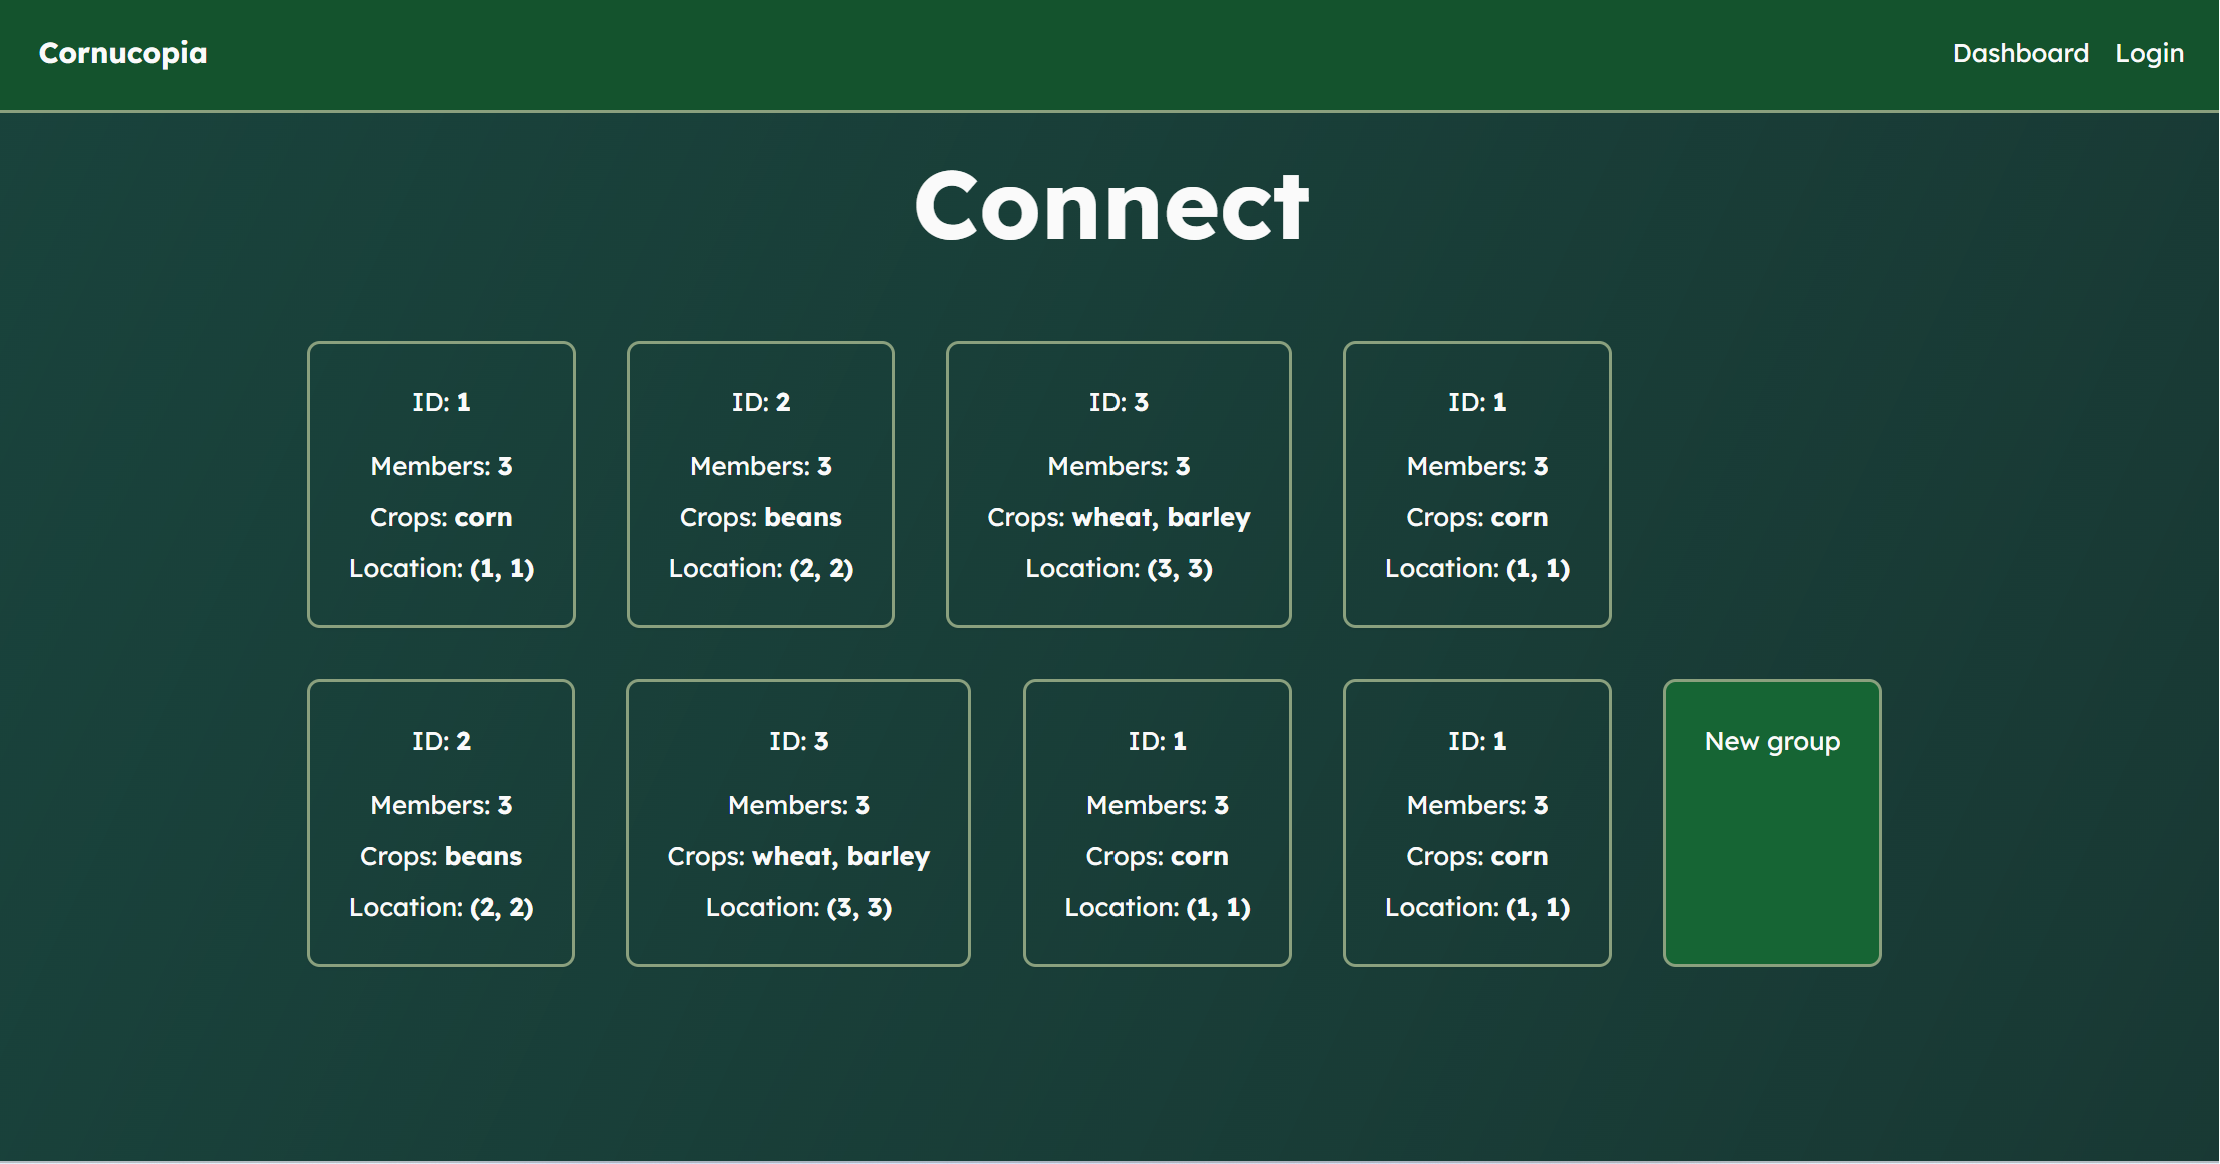 Cornucopia
Dashboard Login
Connect
ID: 1
Members: 3
Crops: corn
Location: (1, 1)
ID: 2
Members: 3
Crops: beans
Location: (2, 2)
ID: 3
Members: 3
Crops: wheat, barley
Location: (3, 3)
ID: 1
Members: 3
Crops: corn
Location: (1, 1)
ID: 2
Members: 3
Crops: beans
Location: (2, 2)
ID: 3
Members: 3
Crops: wheat, barley
Location: (3, 3)
ID: 1
Members: 3
Crops: corn
Location: (1, 1)
ID: 1
Members: 3
Crops: corn
Location: (1, 1)
New group